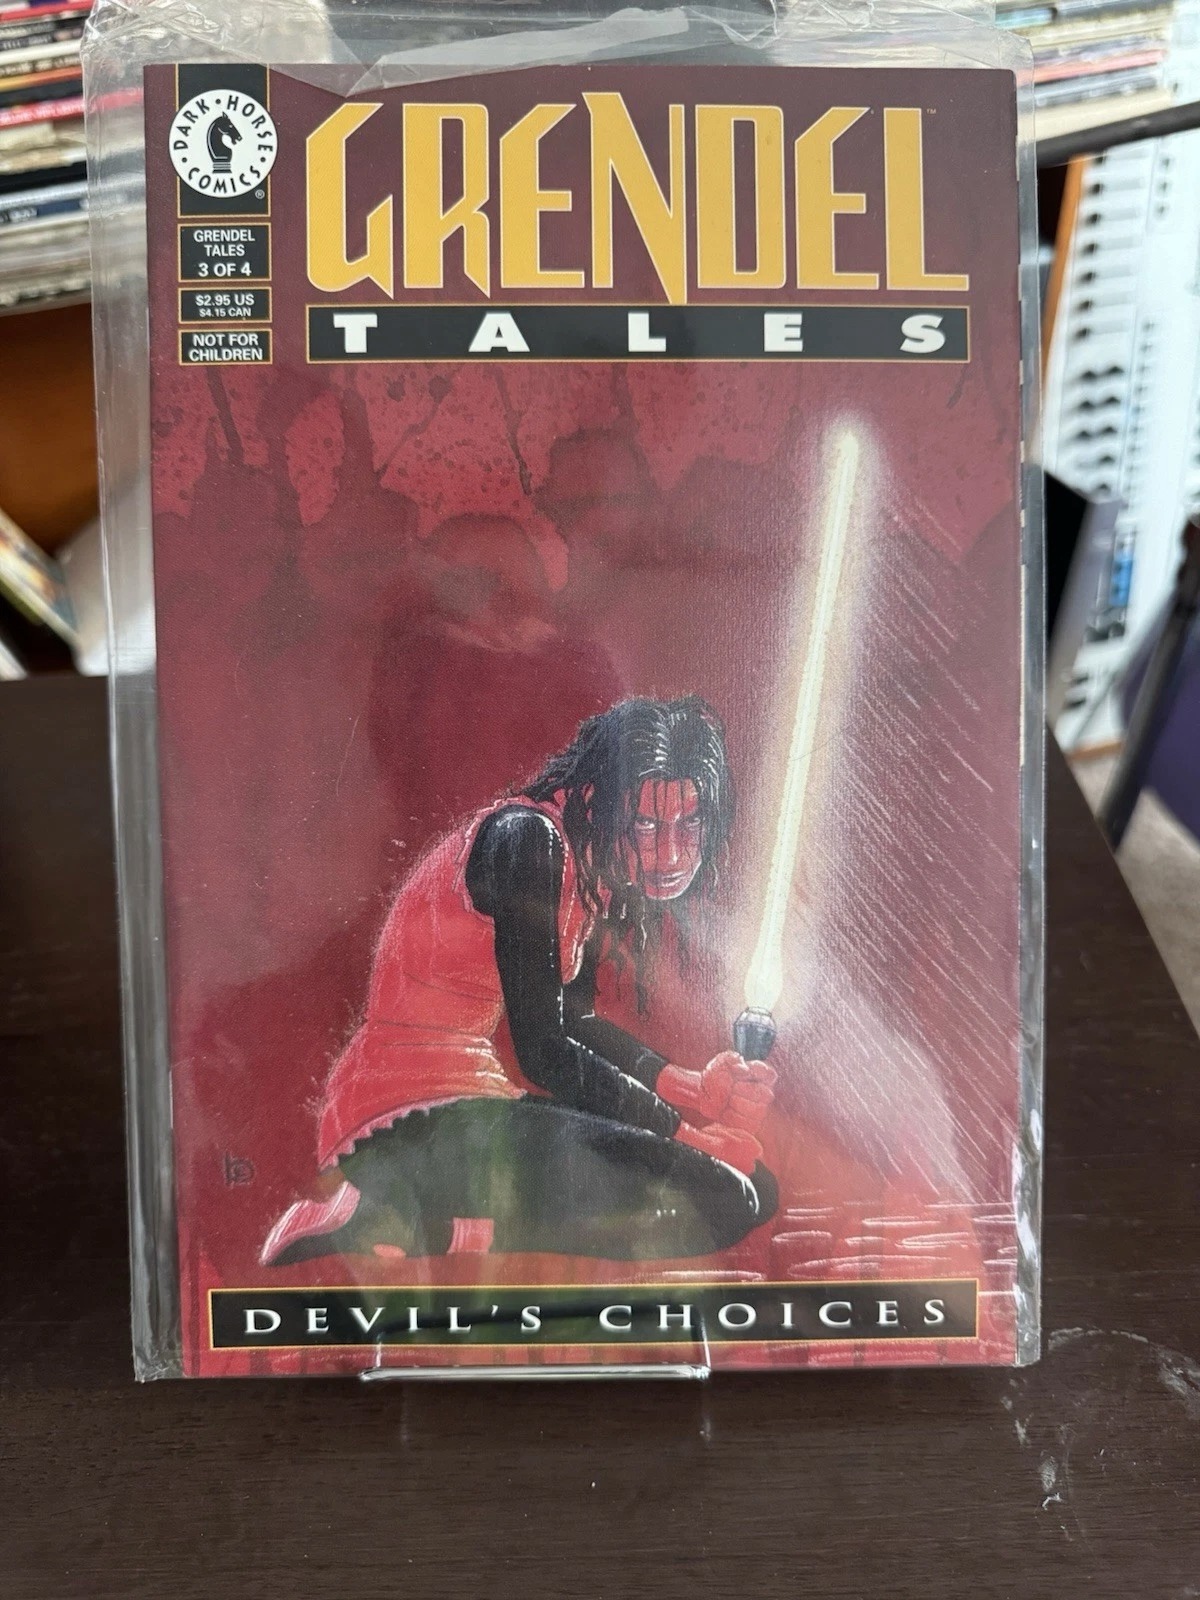 DARK • HORSE
COMICS
®
GRENDEL
TALES
3 OF 4
$2.95 US
$4.15 CAN
NOT FOR
CHILDREN
GRENDEL™
TALES
DEVIL'S CHOICES